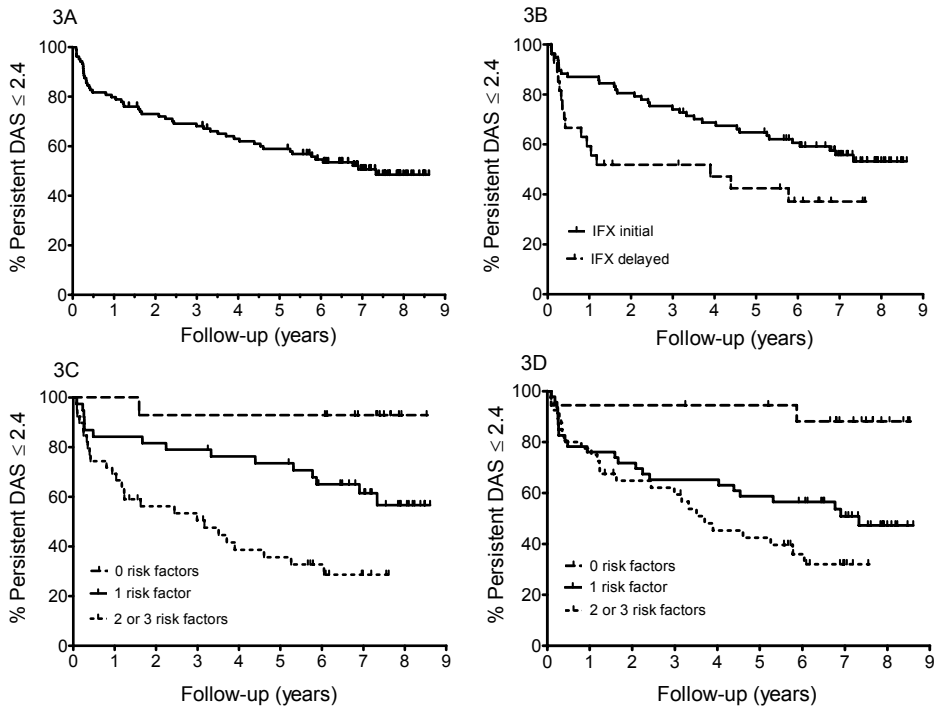 3A
% Persistent DAS ≤ 2.4
100
80
60
40
20
0
0 1 2 3 4 5 6 7 8 9
Follow-up (years)
3B
% Persistent DAS ≤ 2.4
100
80
60
40
20
0
IFX initial
IFX delayed
0 1 2 3 4 5 6 7 8 9
Follow-up (years)
3C
% Persistent DAS ≤ 2.4
100
80
60
40
20
0
0 risk factors
1 risk factor
2 or 3 risk factors
0 1 2 3 4 5 6 7 8 9
Follow-up (years)
3D
% Persistent DAS ≤ 2.4
100
80
60
40
20
0
0 risk factors
1 risk factor
2 or 3 risk factors
0 1 2 3 4 5 6 7 8 9
Follow-up (years)